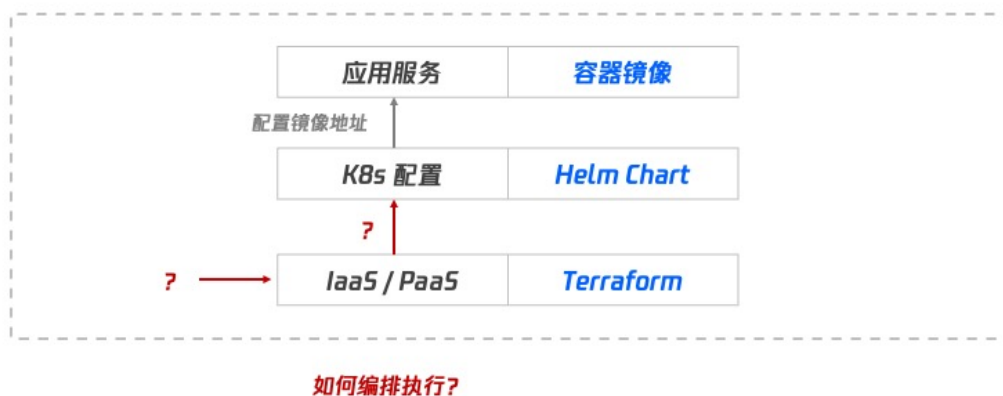 应用服务 容器镜像
配置镜像地址
K8s 配置 Helm Chart
?
? IaaS / PaaS Terraform
如何编排执行?